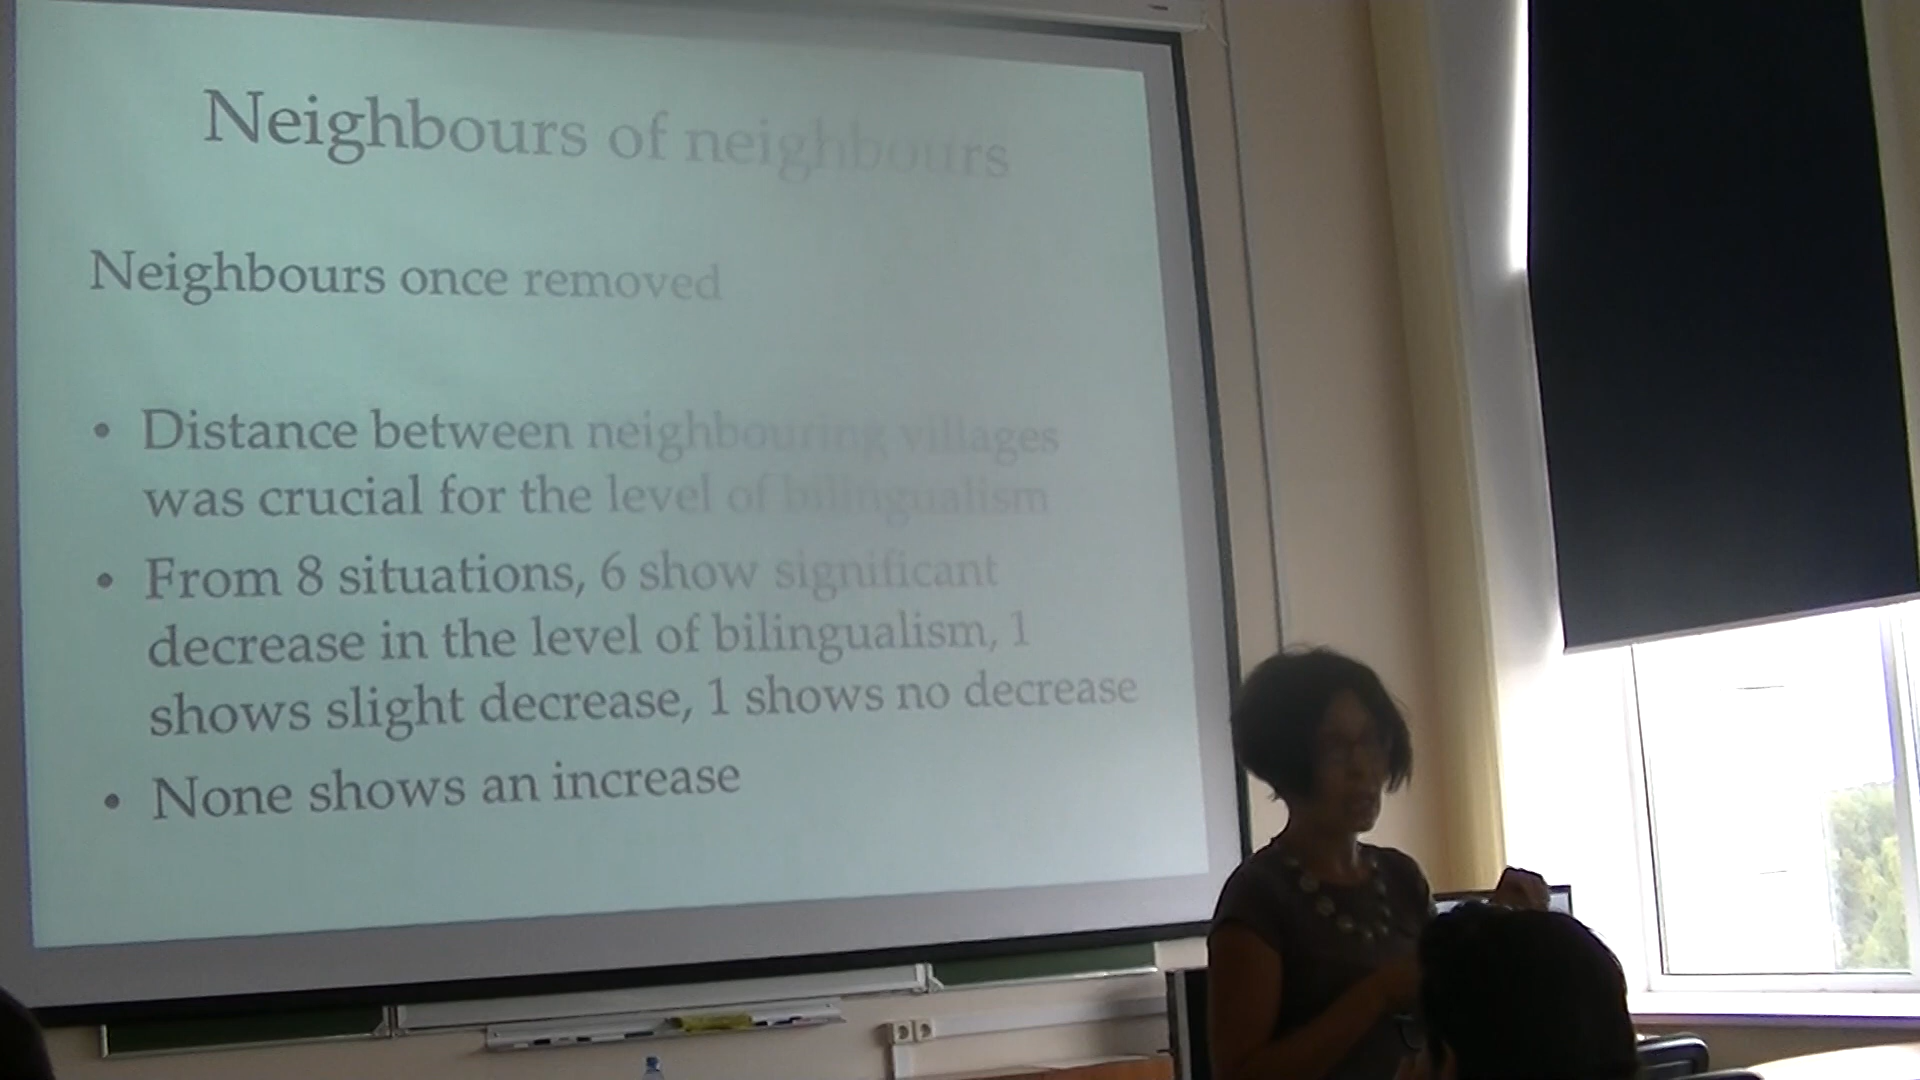 Neighbours of neighbours
Neighbours once removed
• Distance between neighbouring villages
was crucial for the level of bilingualism
• From 8 situations, 6 show significant
decrease in the level of bilingualism, 1
shows slight decrease, 1 shows no decrease
• None shows an increase